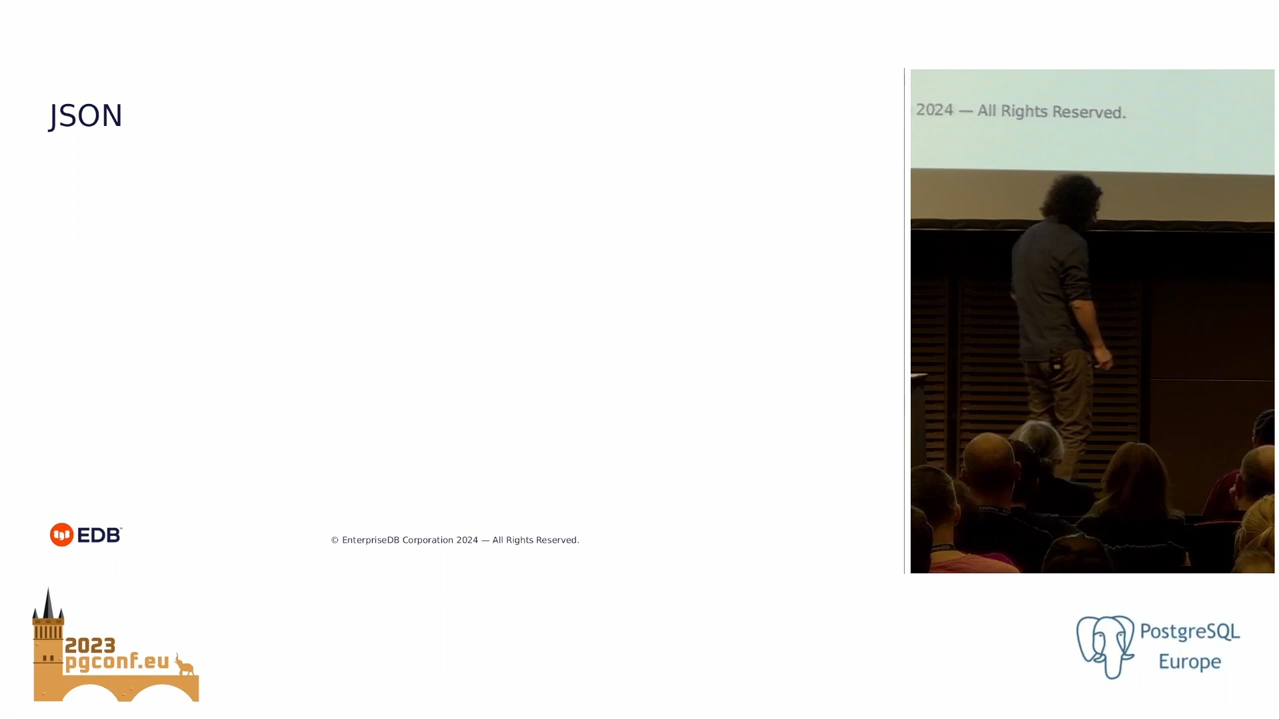 JSON
2024 — All Rights Reserved.
EDB
© EnterpriseDB Corporation 2024 — All Rights Reserved.
2023
pgconf.eu
PostgreSQL
Europe